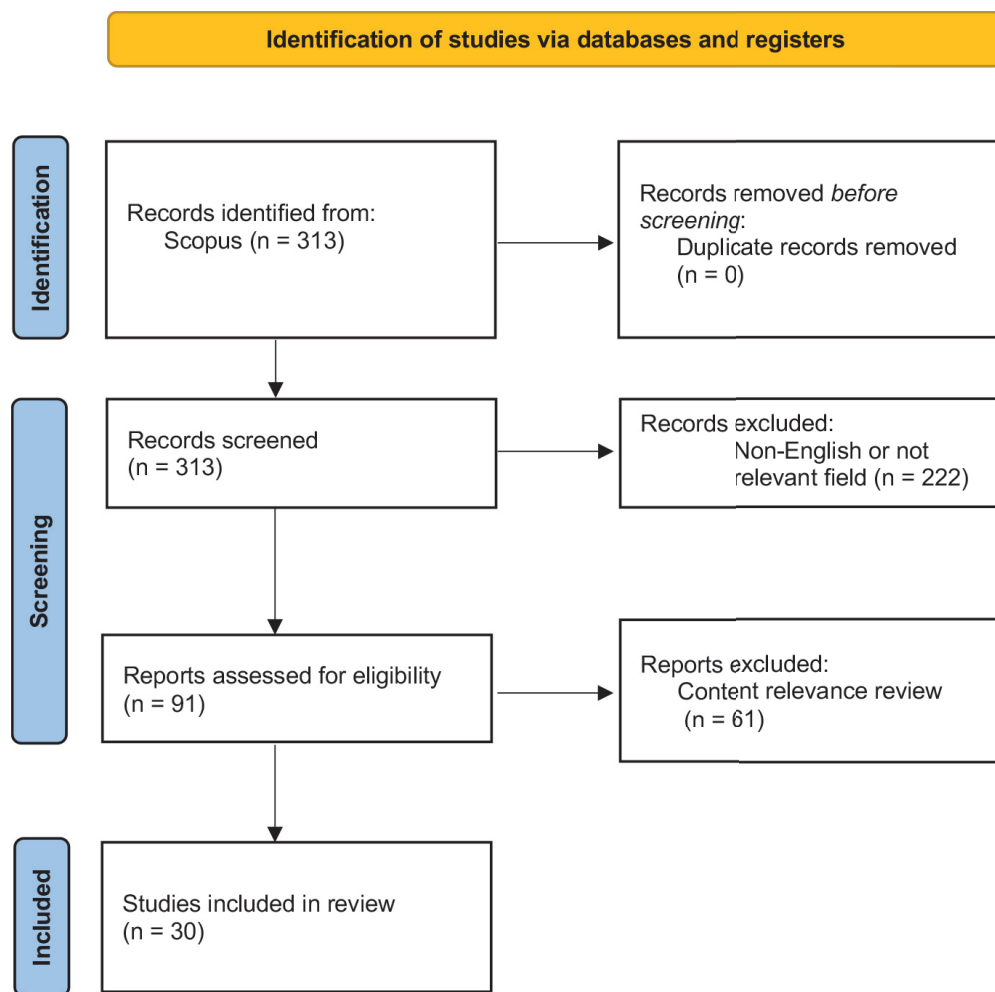 Identification of studies via databases and registers
Identification
Records identified from:
Scopus (n = 313)
Records removed before
screening:
Duplicate records removed
(n = 0)
Screening
Records screened
(n = 313)
Records excluded:
Non-English or not
relevant field (n = 222)
Reports assessed for eligibility
(n = 91)
Reports excluded:
Content relevance review
(n = 61)
Included
Studies included in review
(n = 30)